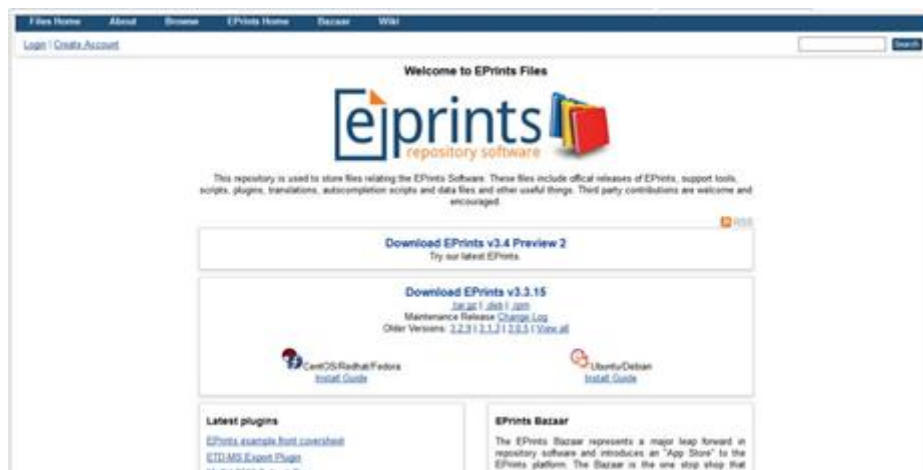 Files Home About Browse EPrints Home Bazaar Wiki
Login | Create Account
Search
Welcome to EPrints Files
eprints
repository software
This repository is used to store files relating the EPrints Software. These files include offical releases of EPrints, support tools,
scripts, plugins, translations, autocompletion scripts and data files and other useful things. Third party contributions are welcome and
encouraged.
RSS
Download EPrints v3.4 Preview 2
Try our latest EPrints.
Download EPrints v3.3.15
.tar.gz | .deb | .rpm
Maintenance Release Change Log
Older Versions: 3.2.9 | 3.1.3 | 3.0.5 | View all
CentOS/Redhat/Fedora
Install Guide
Ubuntu/Debian
Install Guide
Latest plugins
EPrints example front coversheet
ETD-MS Export Plugin
EPrints Bazaar
The EPrints Bazaar represents a major leap forward in
repository software and introduces an "App Store" to the
EPrints platform. The Bazaar is the one stop shop that